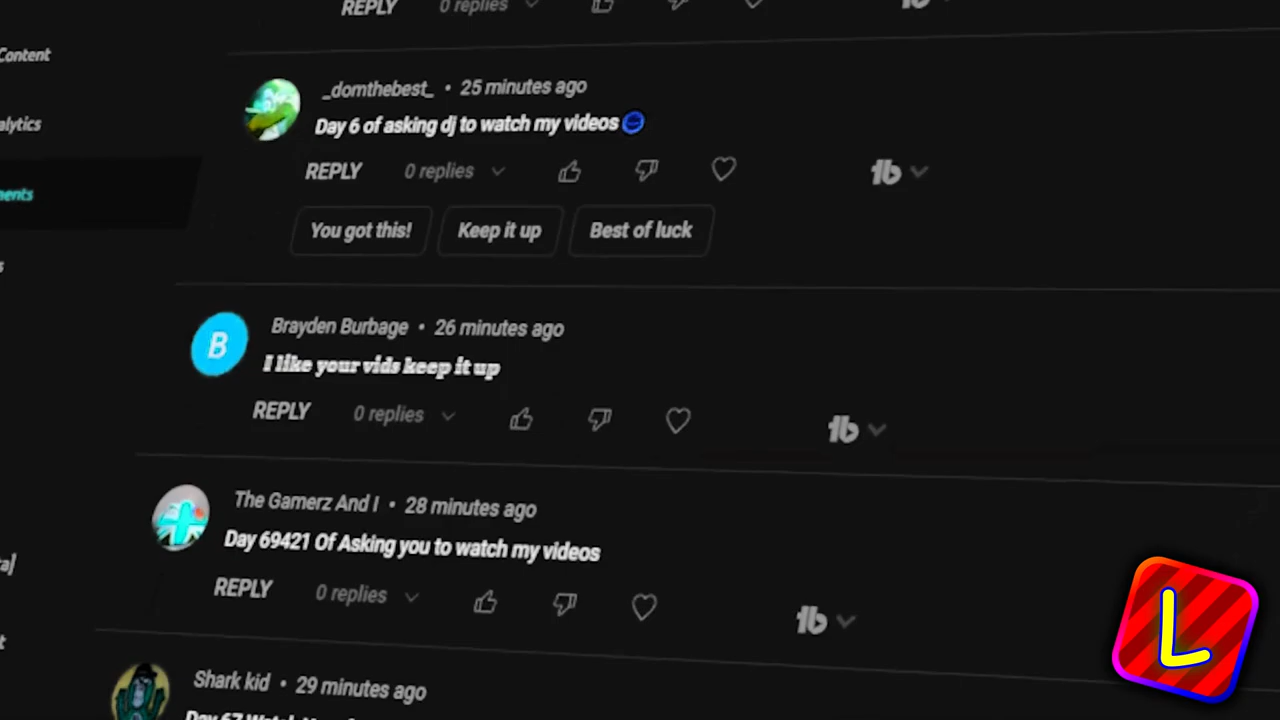 REPLY 0 replies
Content
_domthebest_ • 25 minutes ago
Day 6 of asking dj to watch my videos
alytics
REPLY 0 replies
ments
You got this! Keep it up Best of luck
s
B Brayden Burbage • 26 minutes ago
I like your vids keep it up
REPLY 0 replies
The Gamerz And I • 28 minutes ago
Day 69421 Of Asking you to watch my videos
REPLY 0 replies
L
Shark kid • 29 minutes ago
Day 67